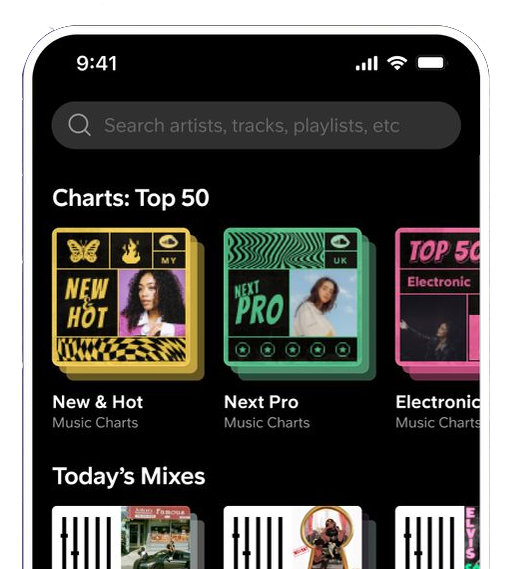 9:41
Search artists, tracks, playlists, etc
Charts: Top 50
MY
NEW
&
HOT
UK
NEXT
PRO
TOP 50
Electronic
New & Hot
Music Charts
Next Pro
Music Charts
Electronic
Music Charts
Today’s Mixes
Famous
ELVIS